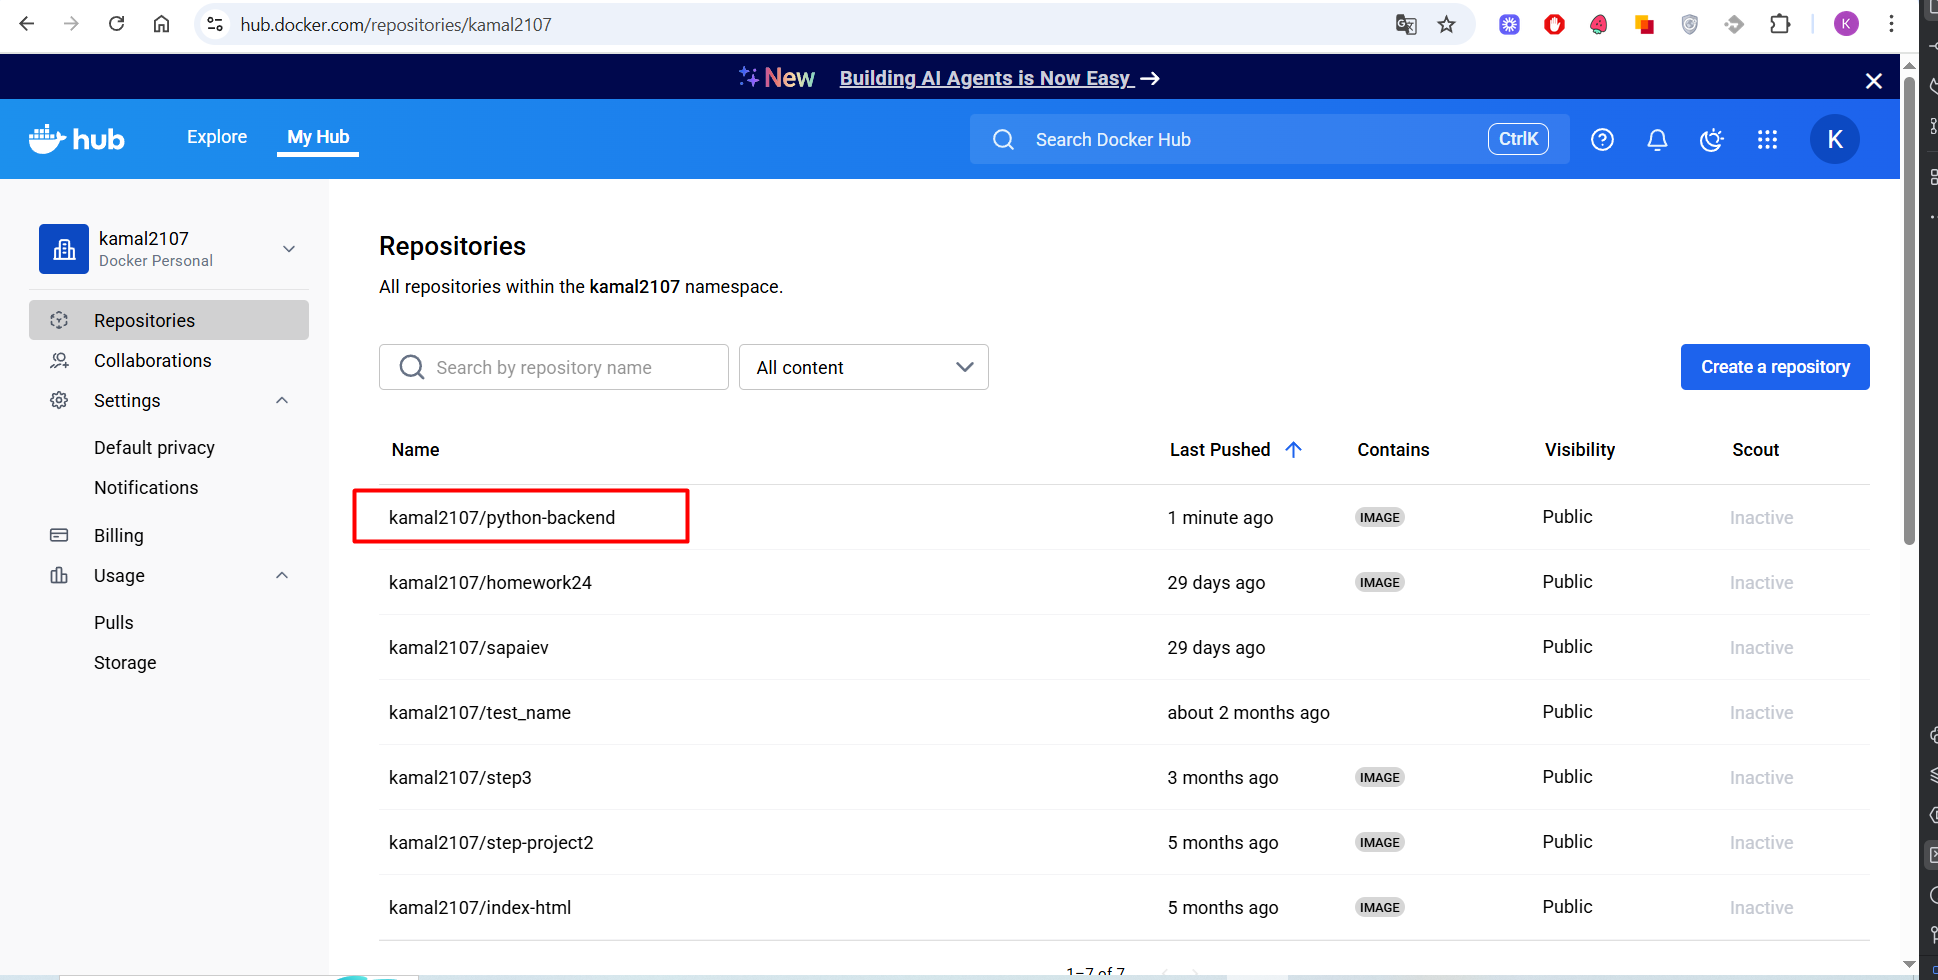 hub.docker.com/repositories/kamal2107
K
New Building AI Agents is Now Easy →
hub
Explore
My Hub
Search Docker Hub
CtrlK
K
kamal2107
Docker Personal
Repositories
Collaborations
Settings
Default privacy
Notifications
Billing
Usage
Pulls
Storage
Repositories
All repositories within the kamal2107 namespace.
Search by repository name
All content
Create a repository
Name Last Pushed Contains Visibility Scout
kamal2107/python-backend 1 minute ago IMAGE Public Inactive
kamal2107/homework24 29 days ago IMAGE Public Inactive
kamal2107/sapaiev 29 days ago Public Inactive
kamal2107/test_name about 2 months ago Public Inactive
kamal2107/step3 3 months ago IMAGE Public Inactive
kamal2107/step-project2 5 months ago IMAGE Public Inactive
kamal2107/index-html 5 months ago IMAGE Public Inactive
1–7 of 7